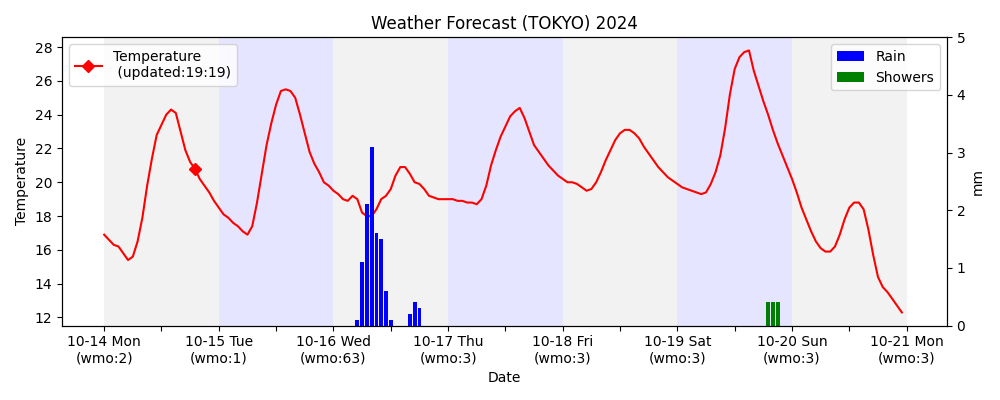 Weather Forecast (TOKYO) 2024
Temperature
(updated:19:19)
Rain
Showers
Temperature
28
26
24
22
20
18
16
14
12
5
4
3
2
1
0
mm
10-14 Mon
(wmo:2)
10-15 Tue
(wmo:1)
10-16 Wed
(wmo:63)
10-17 Thu
(wmo:3)
10-18 Fri
(wmo:3)
10-19 Sat
(wmo:3)
10-20 Sun
(wmo:3)
10-21 Mon
(wmo:3)
Date